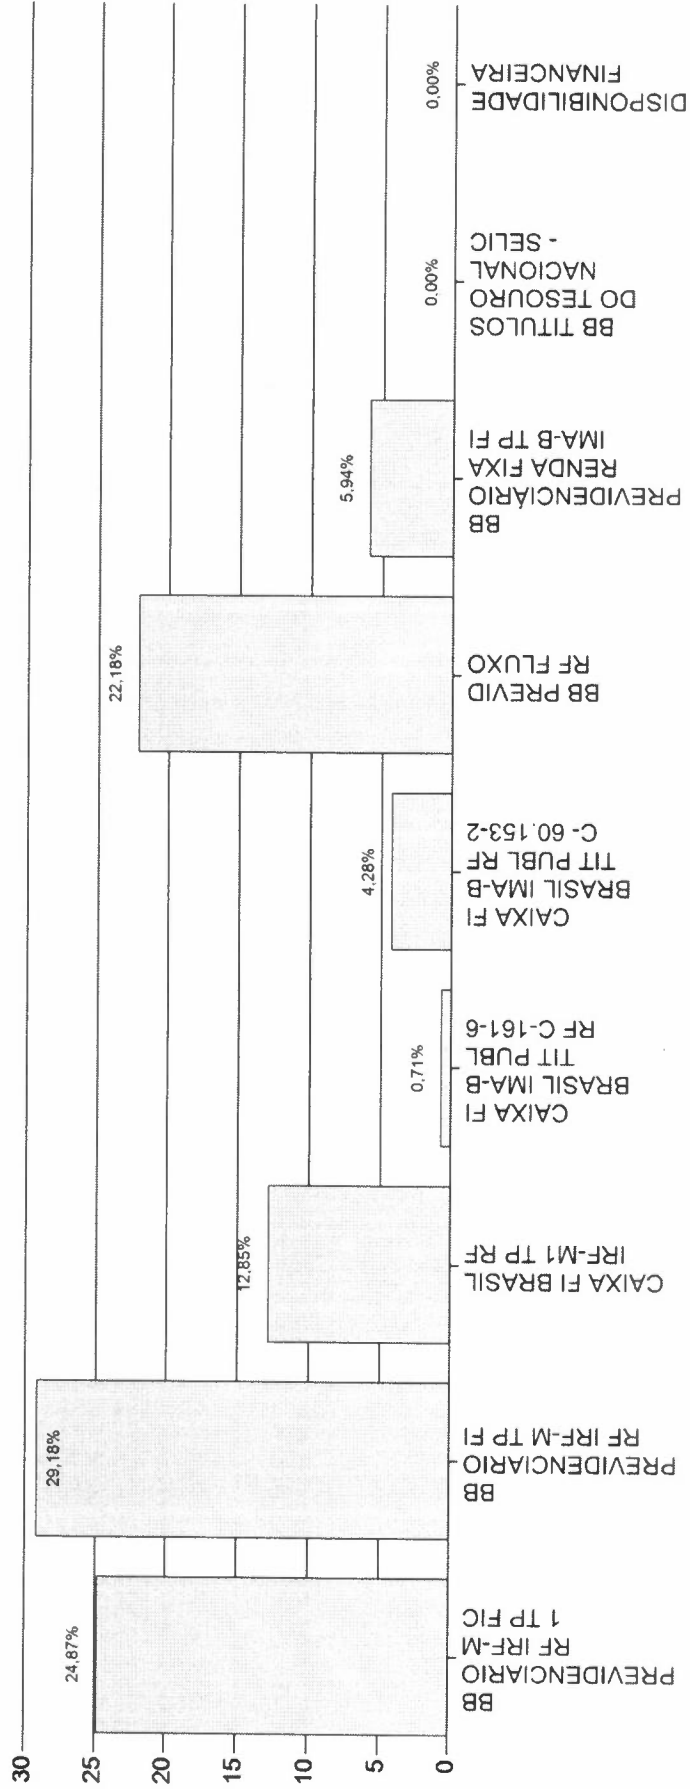 30
25
20
15
10
5
0
24,87%
29,18%
12,85%
0,71%
4,28%
22,18%
5,94%
0,00%
0,00%
BB
PREVIDENCIARIO
RF IRF-M
1 TP FIC
BB
PREVIDENCIARIO
RF IRF-M TP FI
CAIXA FI BRASIL
IRF-M1 TP RF
CAIXA FI
BRASIL IMA-B
TIT PUBL
RF C-161-6
CAIXA FI
BRASIL IMA-B
TIT PUBL RF
C- 60.153-2
BB PREVID
RF FLUXO
BB
PREVIDENCIÁRIO
RENDA FIXA
IMA-B TP FI
BB TITULOS
DO TESOURO
NACIONAL
- SELIC
DISPONIBILIDADE
FINANCEIRA